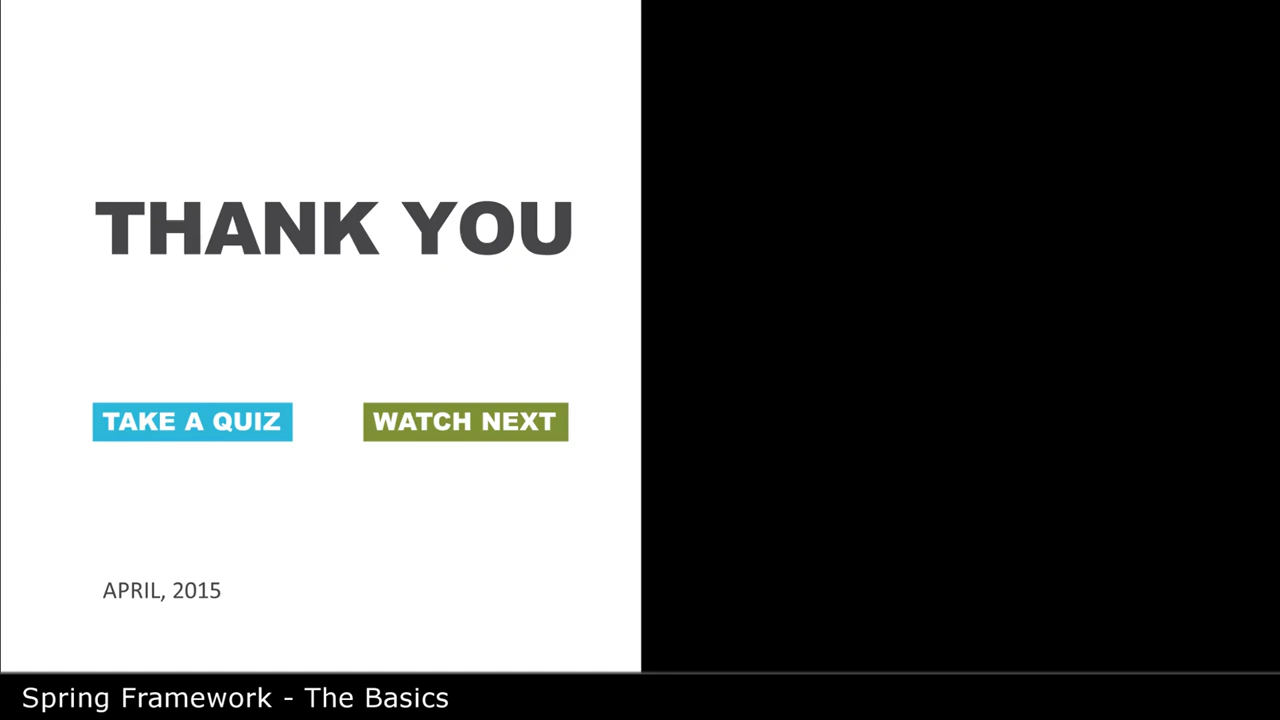 THANK YOU
TAKE A QUIZ
WATCH NEXT
APRIL, 2015
Spring Framework - The Basics